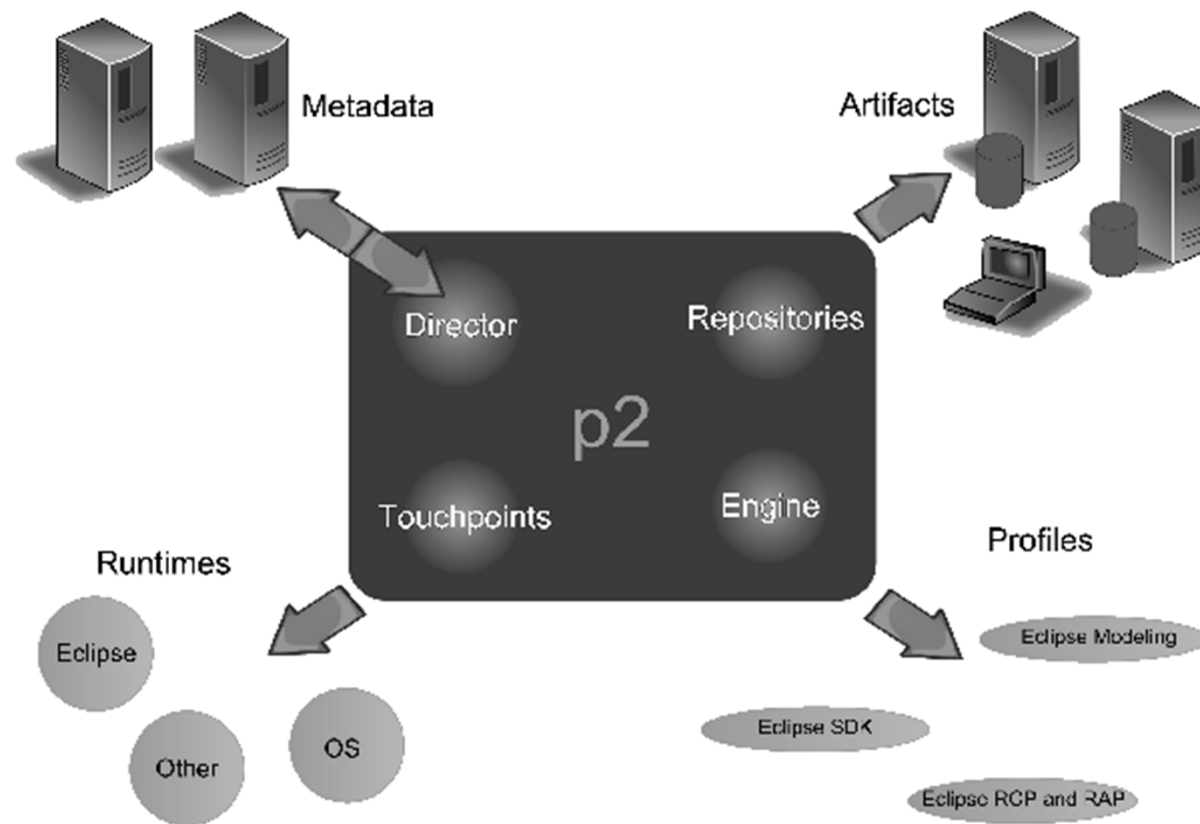 Metadata
Artifacts
Director
Repositories
p2
Touchpoints
Engine
Runtimes
Profiles
Eclipse
Other
OS
Eclipse Modeling
Eclipse SDK
Eclipse RCP and RAP